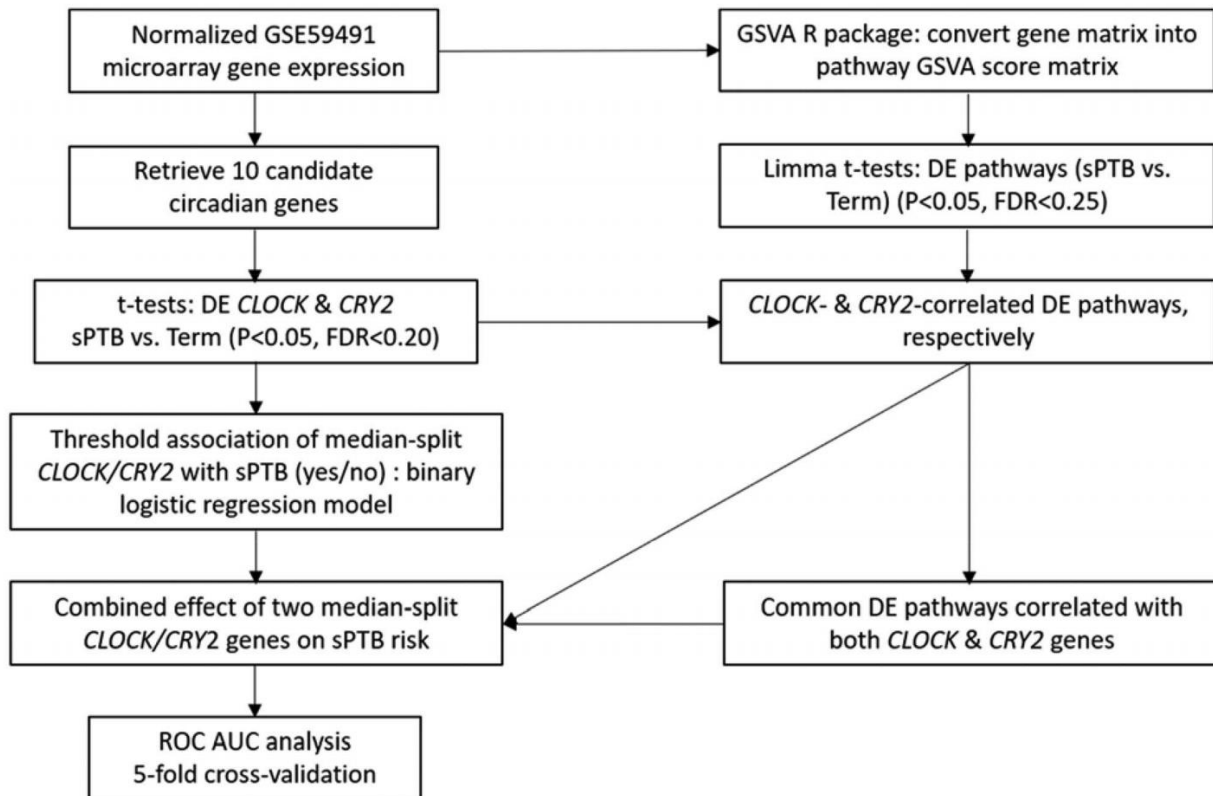 Normalized GSE59491
microarray gene expression
GSVA R package: convert gene matrix into
pathway GSVA score matrix
Retrieve 10 candidate
circadian genes
Limma t-tests: DE pathways (sPTB vs.
Term) (P<0.05, FDR<0.25)
t-tests: DE CLOCK & CRY2
sPTB vs. Term (P<0.05, FDR<0.20)
CLOCK- & CRY2-correlated DE pathways,
respectively
Threshold association of median-split
CLOCK/CRY2 with sPTB (yes/no) : binary
logistic regression model
Combined effect of two median-split
CLOCK/CRY2 genes on sPTB risk
Common DE pathways correlated with
both CLOCK & CRY2 genes
ROC AUC analysis
5-fold cross-validation